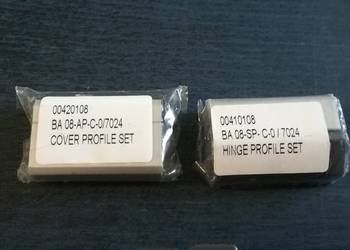 00420108
BA 08-AP-C-0/7024
COVER PROFILE SET
00410108
BA 08-SP- C-0 / 7024
HINGE PROFILE SET